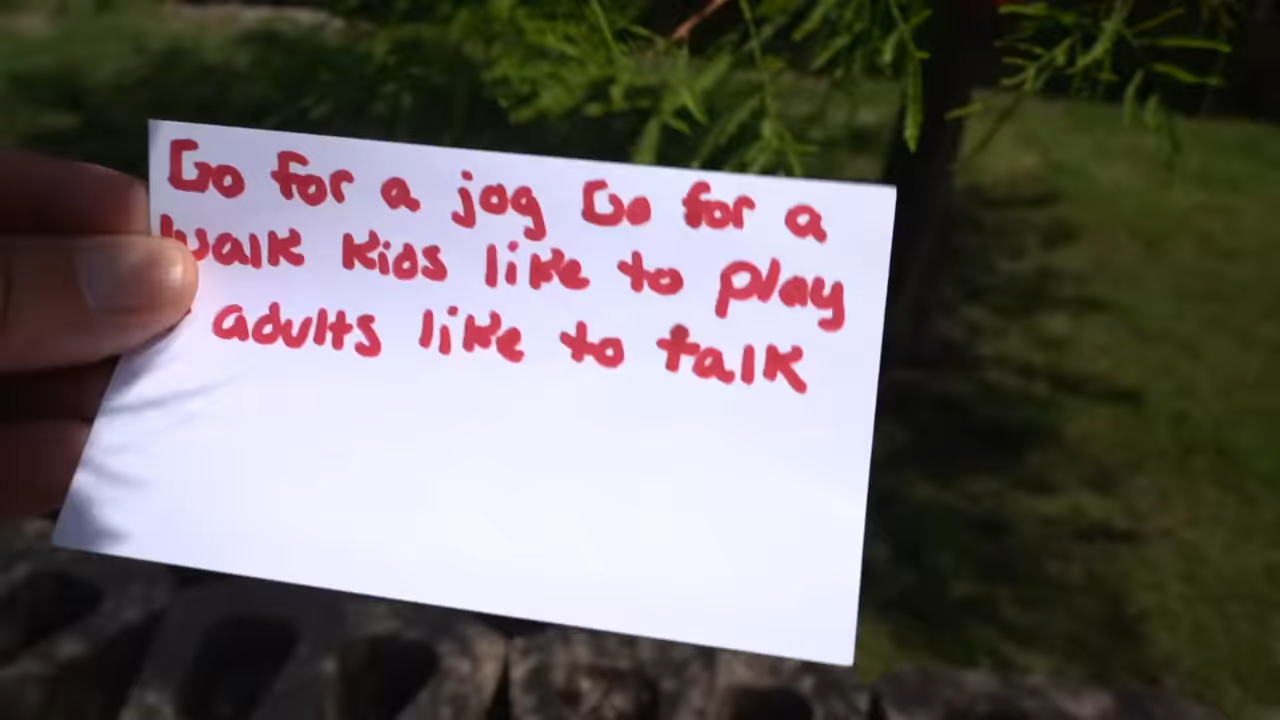 Go for a jog Go for a
walk kids like to play
adults like to talk